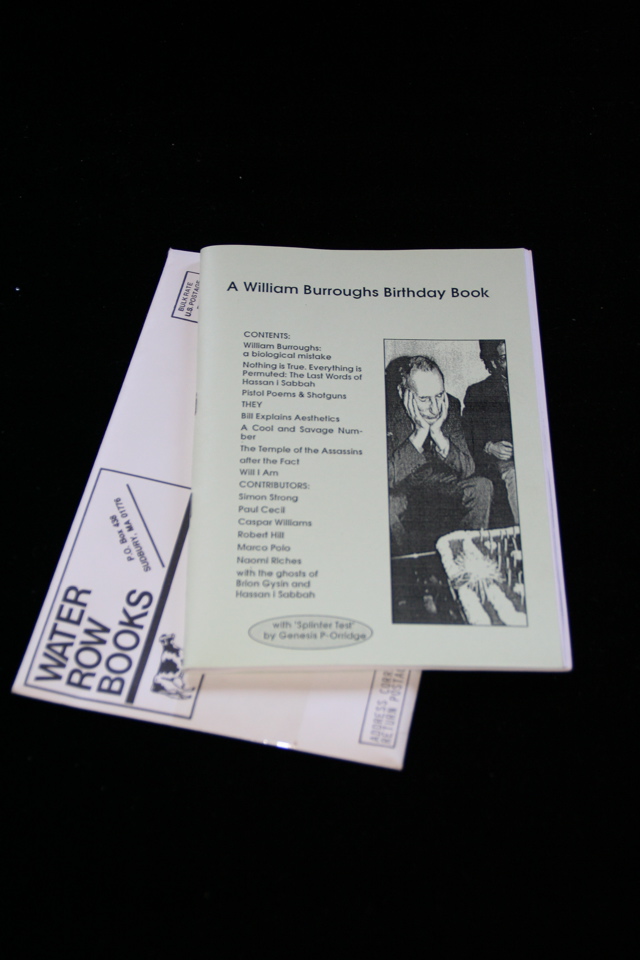 A William Burroughs Birthday Book
CONTENTS:
William Burroughs:
a biological mistake
Nothing is True. Everything is
Permuted: The Last Words of
Hassan i Sabbah
Pistol Poems & Shotguns
THEY
Bill Explains Aesthetics
A Cool and Savage Num-
ber
The Temple of the Assassins
after the Fact
Will I Am
CONTRIBUTORS:
Simon Strong
Paul Cecil
Caspar Williams
Robert Hill
Marco Polo
Naomi Riches
with the ghosts of
Brion Gysin and
Hassan i Sabbah
with 'Splinter Test'
by Genesis P-Orridge
BULK RATE
U.S. POSTAGE
WATER
ROW
BOOKS
P.O. Box 438
SUDBURY, MA 01776
ADDRESS CORR
RETURN POSTA